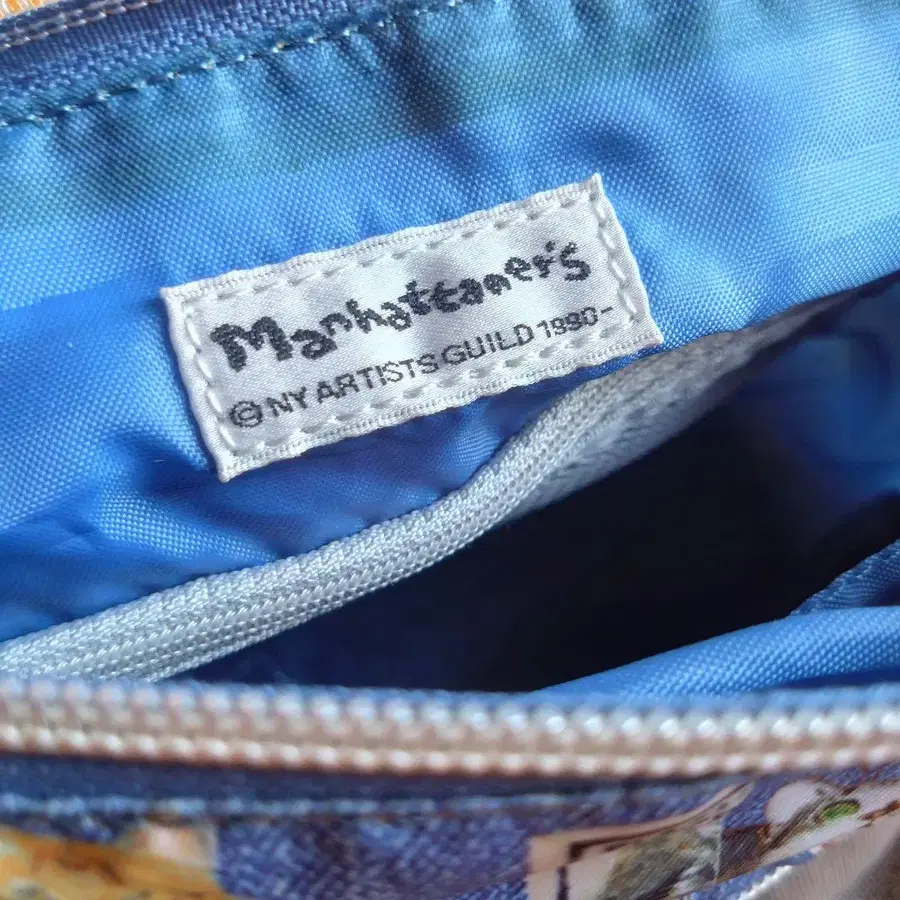 Manhattaner's
©NY ARTISTS GUILD 1990-